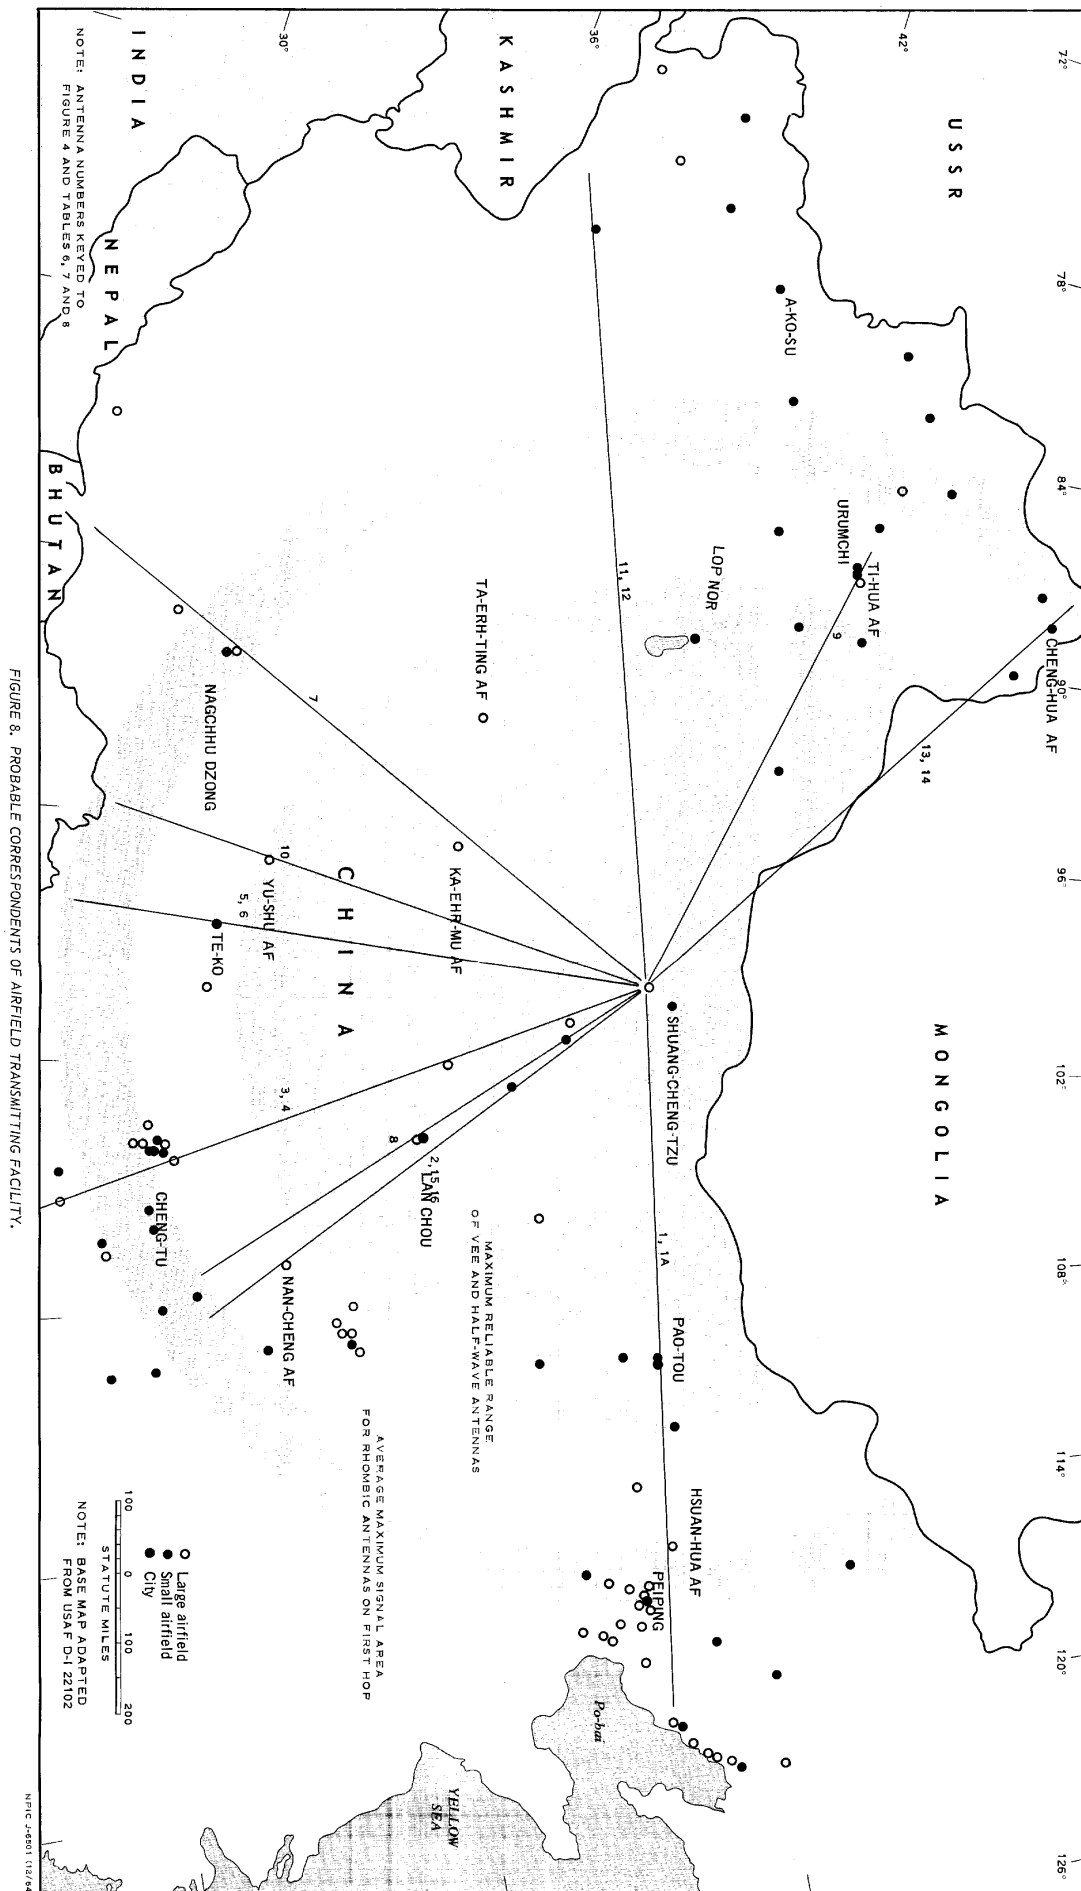 72°
78°
84°
90°
96°
102°
108°
114°
120°
126°
42°
36°
30°
USSR
MONGOLIA
KASHMIR
INDIA
NEPAL
BHUTAN
CHINA
A-KO-SU
URUMCHI
TI-HUA AF
CHENG-HUA AF
LOP NOR
TA-ERH-TING AF
KA-EHR-MU AF
NAGCHHU DZONG
YU-SHU AF
TE-KO
SHUANG-CHENG-TZU
LAN CHOU
CHENG-TU
NAN-CHENG AF
PAO-TOU
HSUAN-HUA AF
PEIPING
Po-hai
YELLOW
SEA
13, 14
9
11, 12
7
10
5, 6
3, 4
8
2, 15, 16
1, 1A
MAXIMUM RELIABLE RANGE
OF VEE AND HALF-WAVE ANTENNAS
AVERAGE MAXIMUM SIGNAL AREA
FOR RHOMBIC ANTENNAS ON FIRST HOP
Large airfield
Small airfield
City
STATUTE MILES
100 0 100 200
NOTE: BASE MAP ADAPTED
FROM USAF D-I 22102
NOTE: ANTENNA NUMBERS KEYED TO
FIGURE 4 AND TABLES 6, 7 AND 8
FIGURE 8. PROBABLE CORRESPONDENTS OF AIRFIELD TRANSMITTING FACILITY.
NPIC J-6801 (12/64